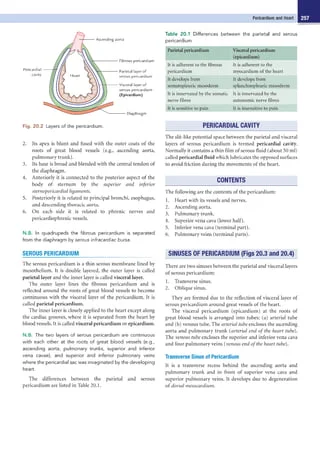 Pericardium and Heart 257
Ascending aorta
Fibrous pericardium
Parietal layer of
serous pericardium
Visceral layer of
serous pericardium
(Epicardium)
Pericardial
cavity
Heart
Diaphragm
Fig. 20.2 Layers of the pericardium.
2. Its apex is blunt and fused with the outer coats of the
roots of great blood vessels (e.g., ascending aorta,
pulmonary trunk).
3. Its base is broad and blended with the central tendon of
the diaphragm.
4. Anteriorly it is connected to the posterior aspect of the
body of sternum by the superior and inferior
sternopericardial ligaments.
5. Posteriorly it is related to principal bronchi, esophagus,
and descending thoracic aorta.
6. On each side it is related to phrenic nerves and
pericardiophrenic vessels.
N.B. In quadrupeds the fibrous pericardium is separated
from the diaphragm by serous infracardiac bursa.
SEROUS PERICARDIUM
The serous pericardium is a thin serous membrane lined by
mesothelium. It is double layered, the outer layer is called
parietal layer and the inner layer is called visceral layer.
The outer layer lines the fibrous pericardium and is
reflected around the roots of great blood vessels to become
continuous with the visceral layer of the pericardium. It is
called parietal pericardium.
The inner layer is closely applied to the heart except along
the cardiac grooves, where it is separated from the heart by
blood vessels. It is called visceral pericardium or epicardium.
N.B. The two layers of serous pericardium are continuous
with each other at the roots of great blood vessels (e.g.,
ascending aorta, pulmonary trunks, superior and inferior
vena cavae), and superior and inferior pulmonary veins
where the pericardial sac was invaginated by the developing
heart.
The differences between the parietal and serous
pericardium are listed in Table 20.1.
Table 20.1 Differences between the parietal and serous
pericardium
Parietal pericardium Visceral pericardium
(epicardium)
It is adherent to the fibrous It is adherent to the
pericardium myocardium of the heart
It develops from It develops from
somatopleuric mesoderm splanchnopleuric mesoderm
It is innervated by the somatic It is innervated by the
nerve fibres autonomic nerve fibres
It is sensitive to pain It is insensitive to pain
PERICARDIAL CAVITY
The slit-like potential space between the parietal and visceral
layers of serous pericardium is termed pericardial cavity.
Normally it contains a thin film of serous fluid (about 50 ml)
called pericardial fluid which lubricates the opposed surfaces
to avoid friction during the movements of the heart.
CONTENTS
The following are the contents of the pericardium:
1. Heart with its vessels and nerves.
2. Ascending aorta.
3. Pulmonary trunk.
4. Superior vena cava (lower half).
5. Inferior vena cava (terminal part).
6. Pulmonary veins (terminal parts).
SINUSES OF PERICARDIUM (Figs 20.3 and 20.4)
There are two sinuses between the parietal and visceral layers
of serous pericardium:
1. Transverse sinus.
2. Oblique sinus.
They are formed due to the reflection of visceral layer of
serous pericardium around great vessels of the heart.
The visceral pericardium (epicardium) at the roots of
great blood vessels is arranged into tubes: (a) arterial tube
and (b) venous tube. The arterial tube encloses the ascending
aorta and pulmonary trunk (arterial end of the heart tube).
The venous tube encloses the superior and inferior vena cava
and four pulmonary veins (venous end of the heart tube).
Transverse Sinus of Pericardium
It is a transverse recess behind the ascending aorta and
pulmonary trunk and in front of superior vena cava and
superior pulmonary veins. It develops due to degeneration
of dorsal mesocardium.